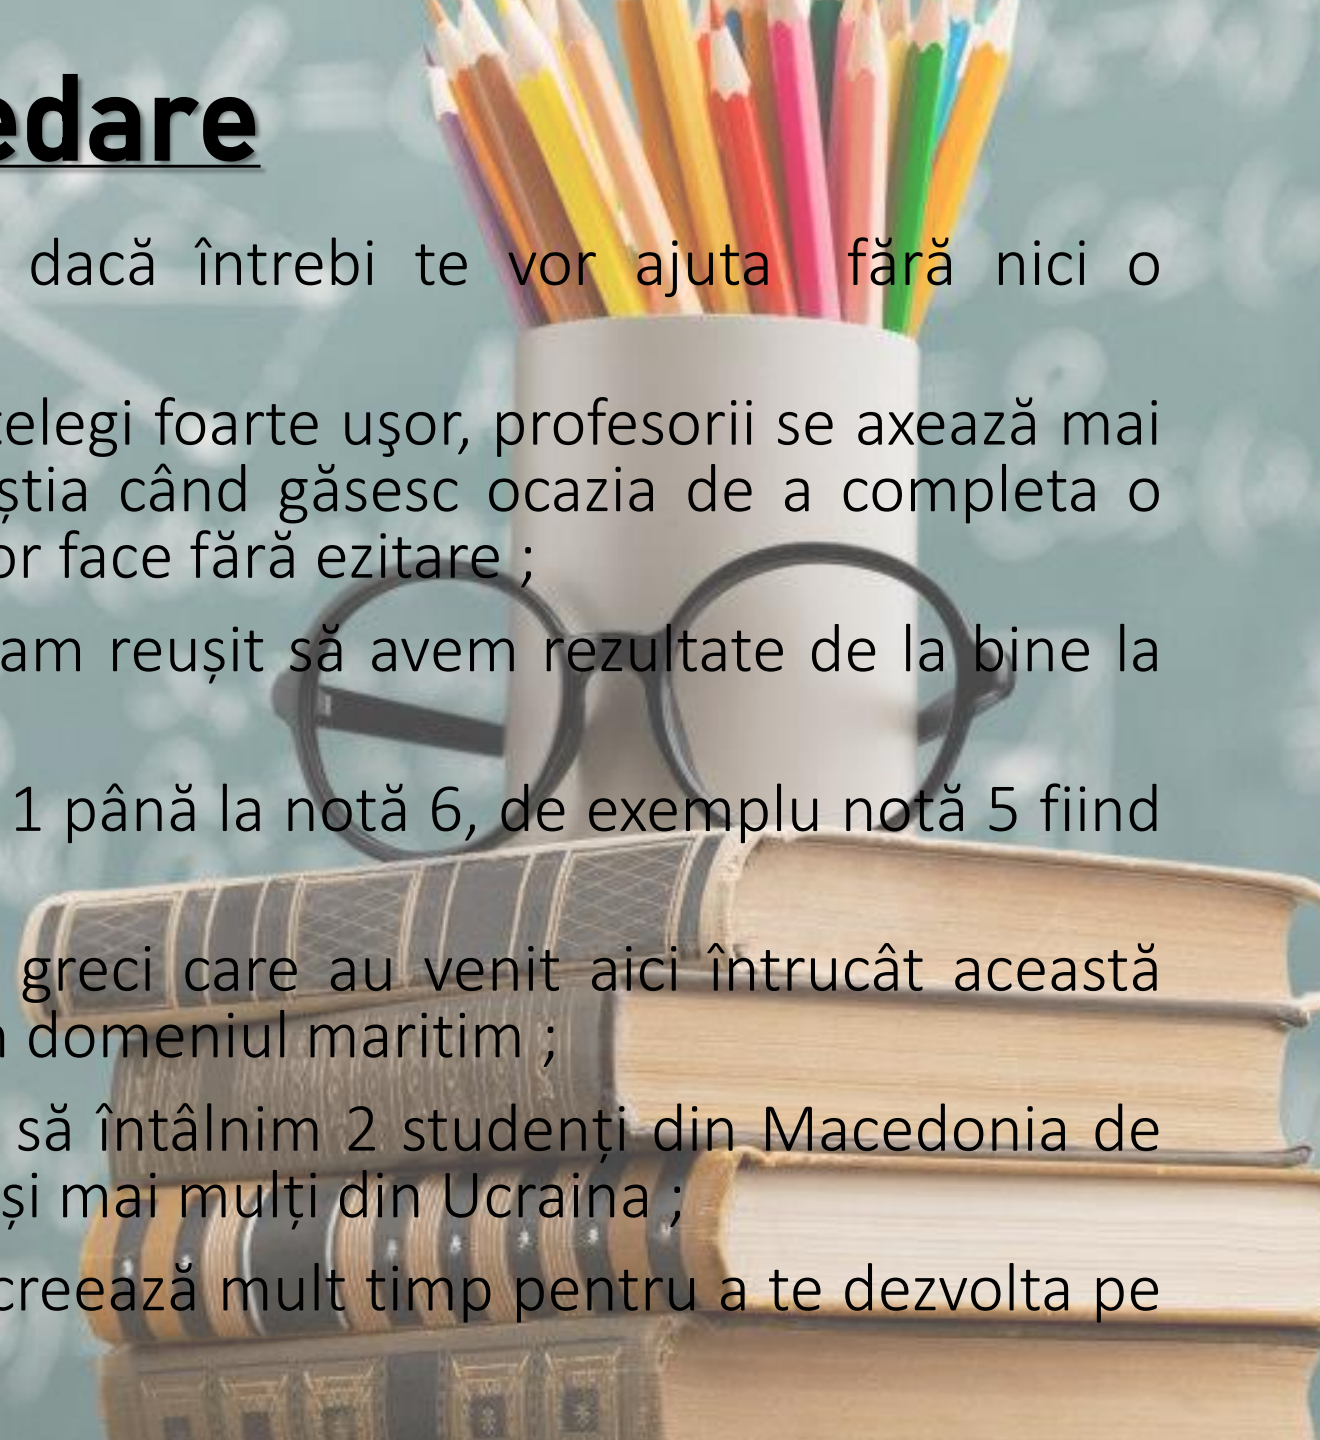 edare
dacă întrebi te vor ajuta fără nici o
telegi foarte uşor, profesorii se axează mai
știa când găsesc ocazia de a completa o
or face fără ezitare ;
am reușit să avem rezultate de la bine la
1 până la notă 6, de exemplu notă 5 fiind
greci care au venit aici întrucât această
domeniul maritim ;
să întâlnim 2 studenți din Macedonia de
și mai mulți din Ucraina ;
creează mult timp pentru a te dezvolta pe